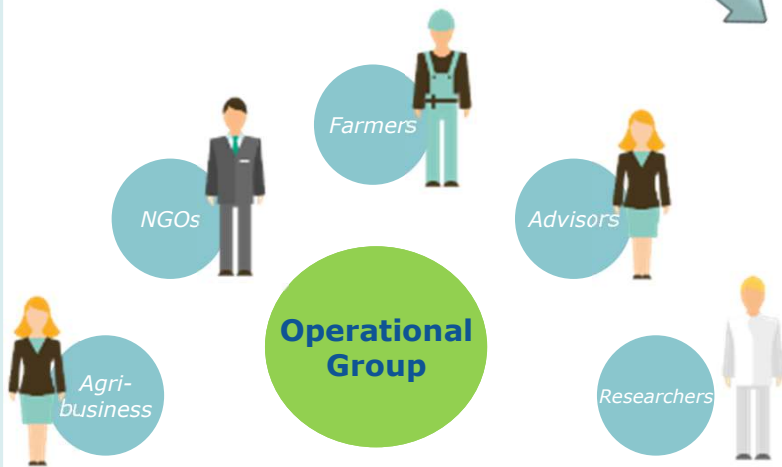 Farmers
NGOs
Advisors
Operational
Group
Agri-
business
Researchers